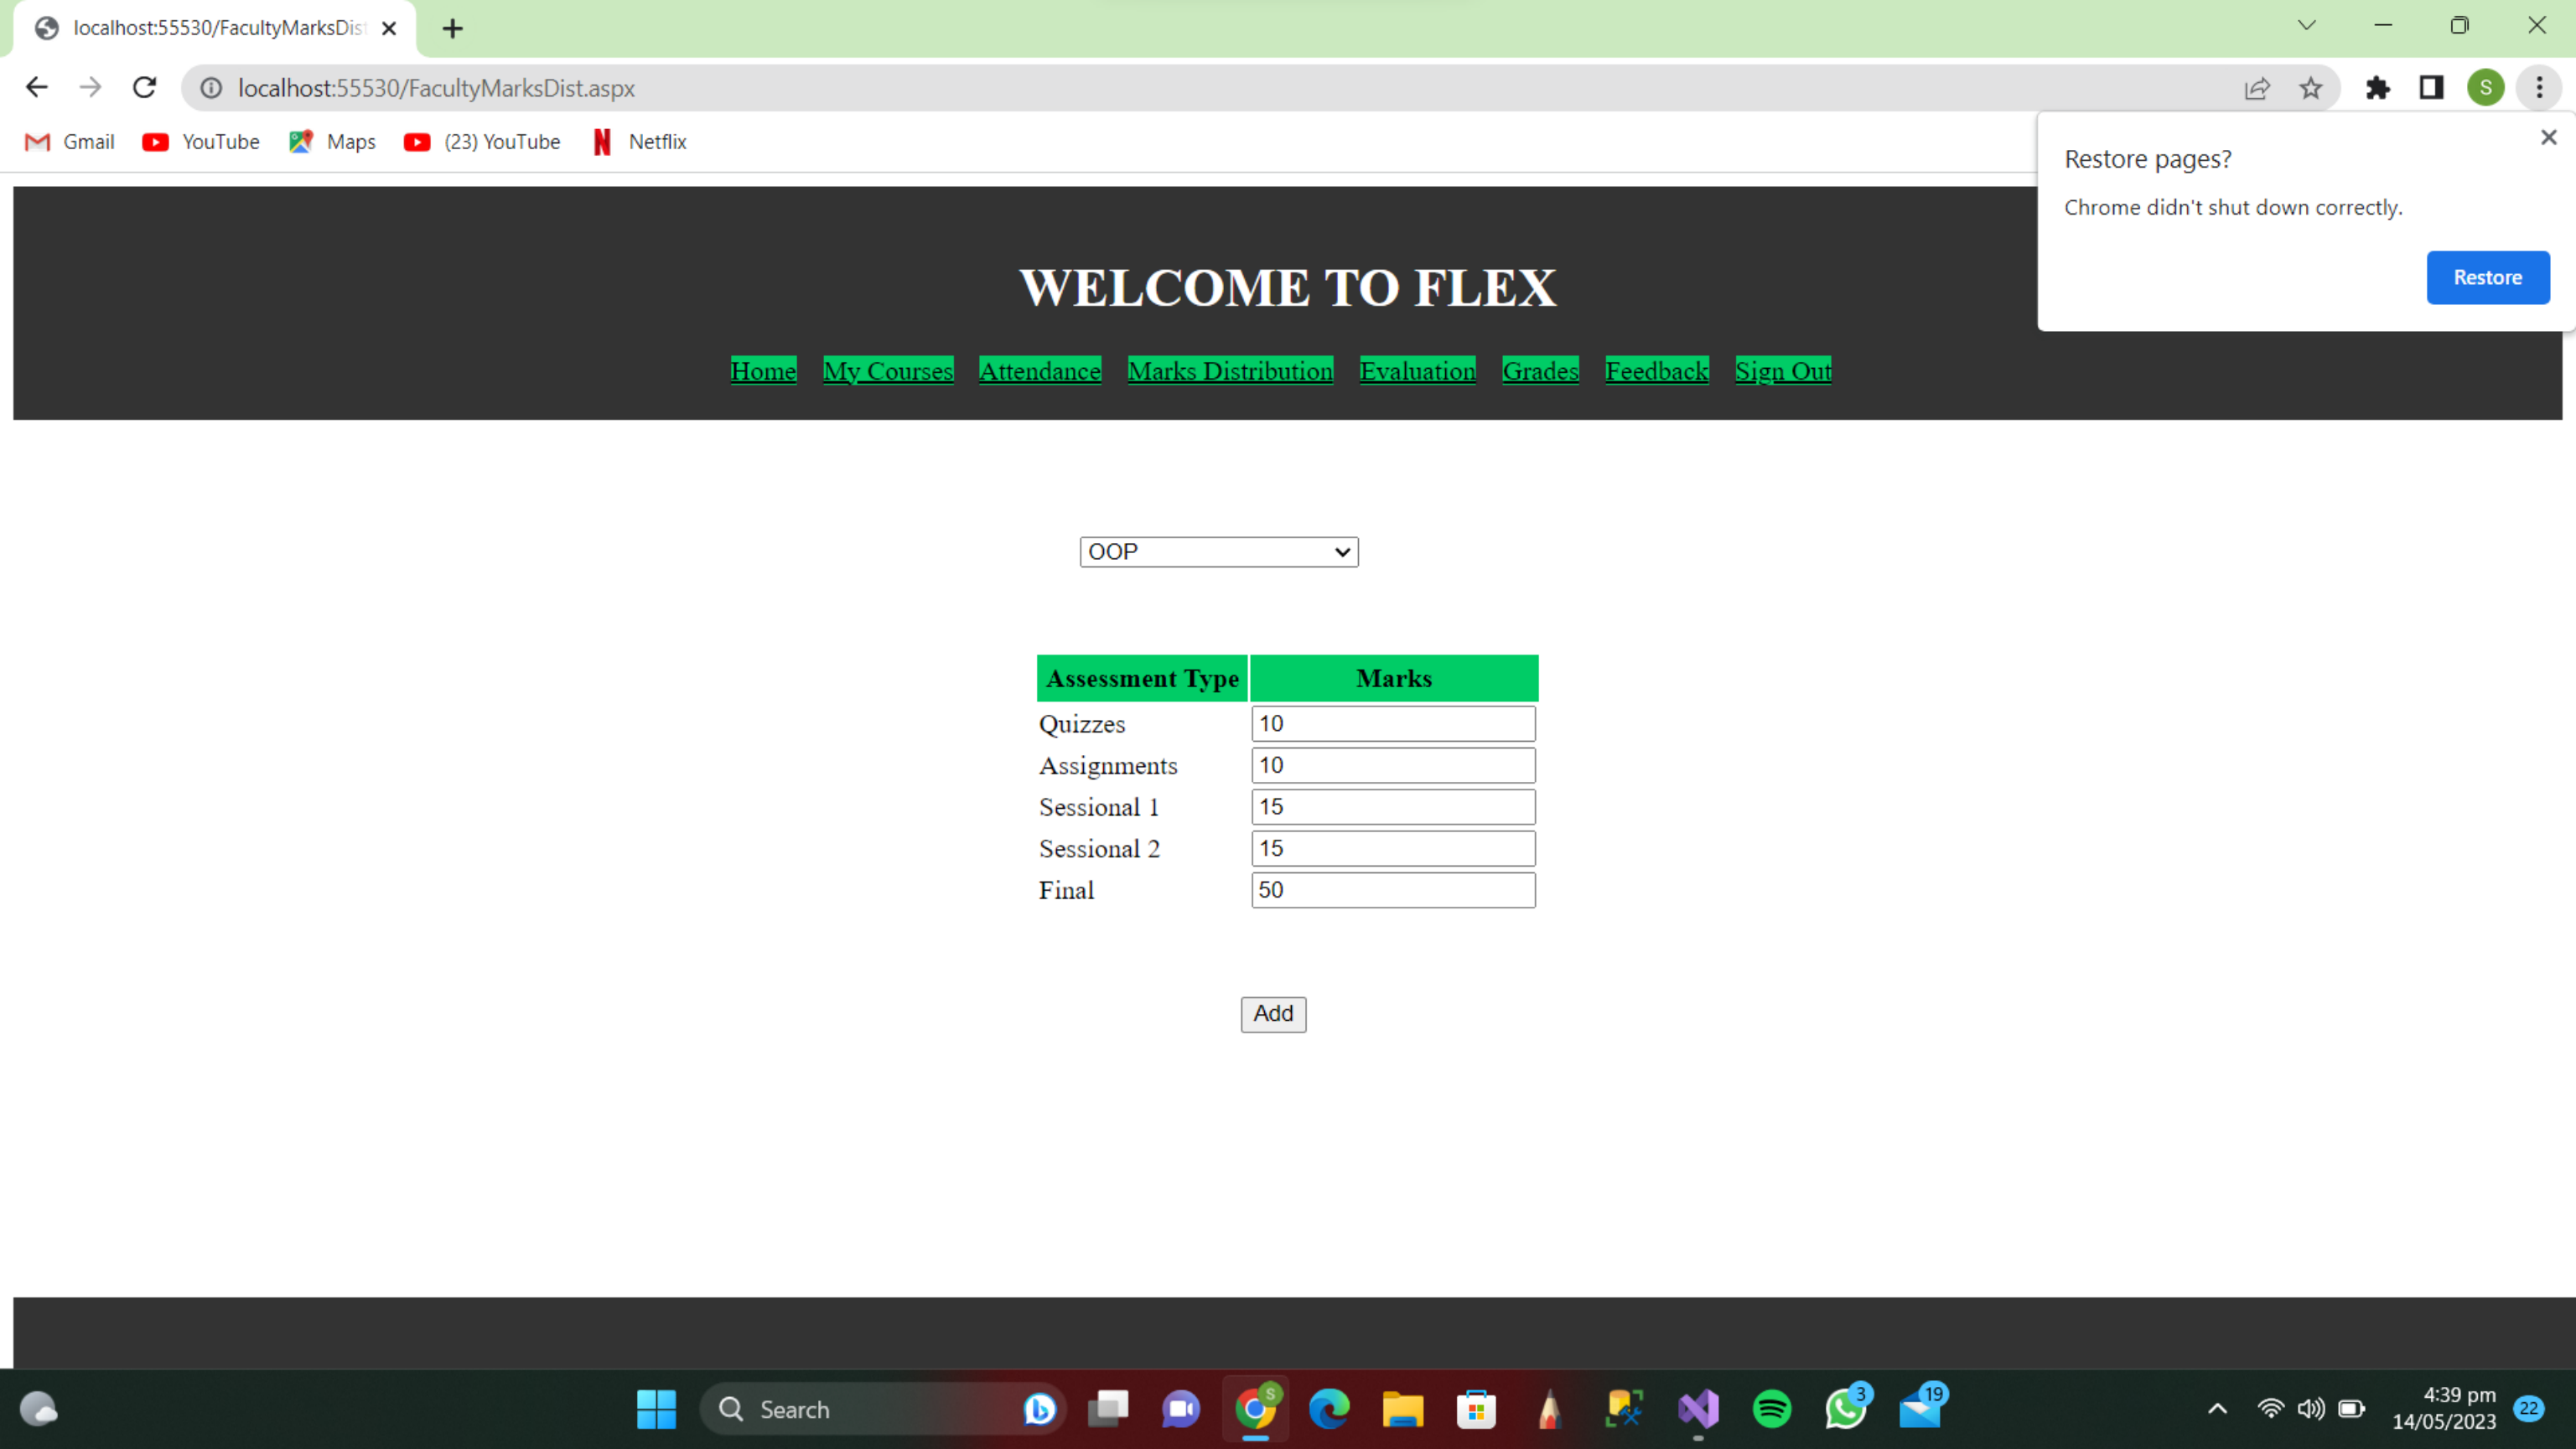 localhost:55530/FacultyMarksDist
localhost:55530/FacultyMarksDist.aspx
S
Gmail YouTube Maps (23) YouTube Netflix
Restore pages?
Chrome didn't shut down correctly.
Restore
WELCOME TO FLEX
Home My Courses Attendance Marks Distribution Evaluation Grades Feedback Sign Out
OOP
Assessment Type Marks
Quizzes 10
Assignments 10
Sessional 1 15
Sessional 2 15
Final 50
Add
Search S 3 19
4:39 pm
14/05/2023
22